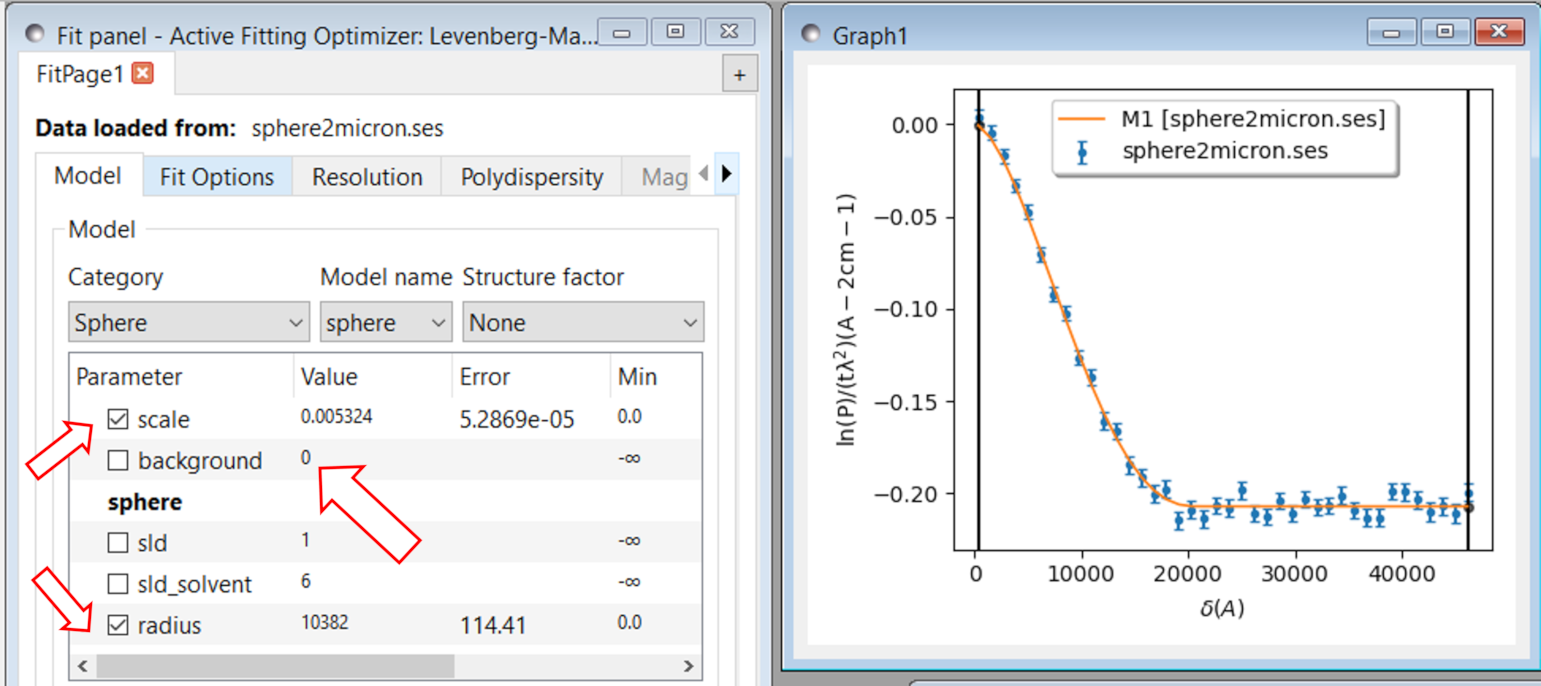 Fit panel - Active Fitting Optimizer: Levenberg-Ma...
FitPage1
+
Data loaded from: sphere2micron.ses
Model Fit Options Resolution Polydispersity Mag
Model
Category Model name Structure factor
Sphere sphere None
Parameter Value Error Min
scale 0.005324 5.2869e-05 0.0
background 0 -∞
sphere
sld 1 -∞
sld_solvent 6 -∞
radius 10382 114.41 0.0
Graph1
M1 [sphere2micron.ses]
sphere2micron.ses
ln(P)/(tλ²)(A − 2cm − 1)
0.00
−0.05
−0.10
−0.15
−0.20
0 10000 20000 30000 40000
δ(A)